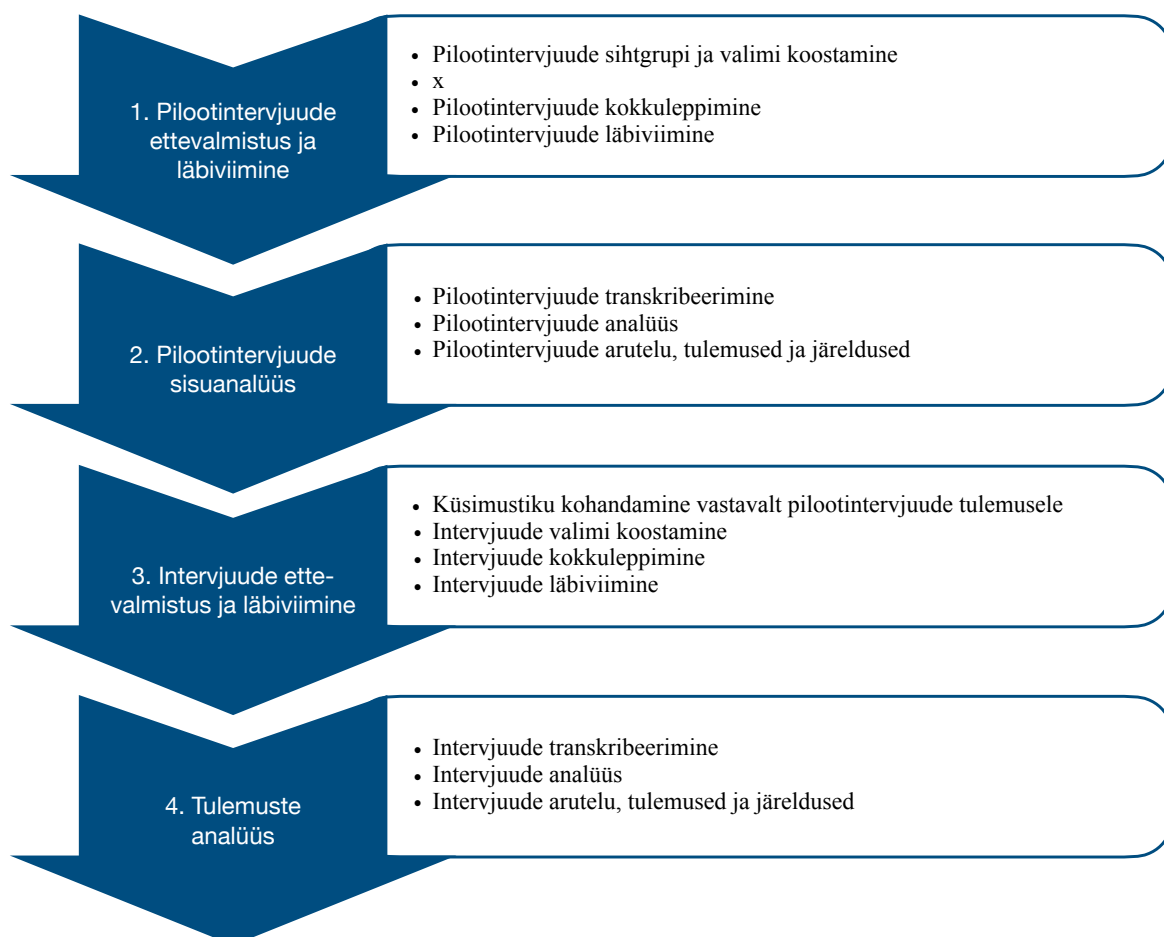 1. Pilootintervjuude
ettevalmistus ja
läbiviimine
• Pilootintervjuude sihtgrupi ja valimi koostamine
• x
• Pilootintervjuude kokkuleppimine
• Pilootintervjuude läbiviimine
2. Pilootintervjuude
sisuanalüüs
• Pilootintervjuude transkribeerimine
• Pilootintervjuude analüüs
• Pilootintervjuude arutelu, tulemused ja järeldused
3. Intervjuude ette-
valmistus ja läbiviimine
• Küsimustiku kohandamine vastavalt pilootintervjuude tulemusele
• Intervjuude valimi koostamine
• Intervjuude kokkuleppimine
• Intervjuude läbiviimine
4. Tulemuste
analüüs
• Intervjuude transkribeerimine
• Intervjuude analüüs
• Intervjuude arutelu, tulemused ja järeldused